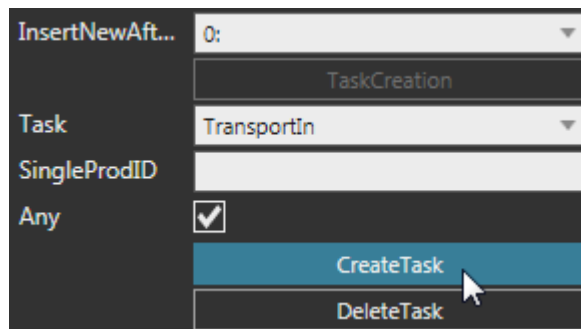 InsertNewAft... 0:
TaskCreation
Task TransportIn
SingleProdID
Any
CreateTask
DeleteTask